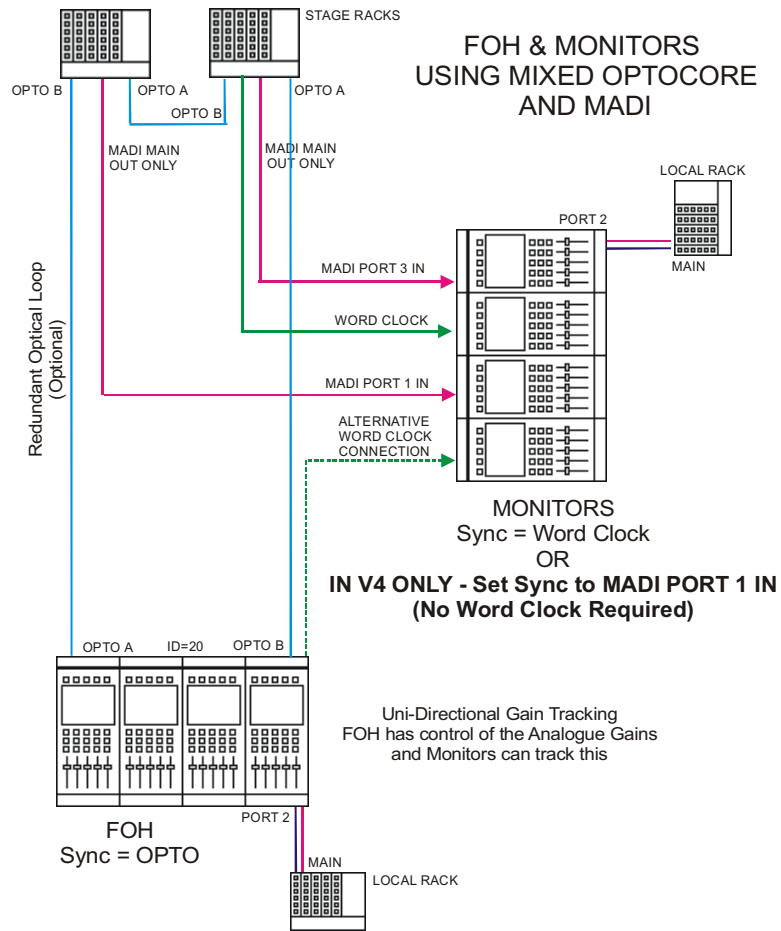 STAGE RACKS
FOH & MONITORS
USING MIXED OPTOCORE
AND MADI
OPTO B
OPTO A
OPTO B
OPTO A
MADI MAIN
OUT ONLY
MADI MAIN
OUT ONLY
LOCAL RACK
PORT 2
MAIN
MADI PORT 3 IN
WORD CLOCK
MADI PORT 1 IN
Redundant Optical Loop
(Optional)
ALTERNATIVE
WORD CLOCK
CONNECTION
MONITORS
Sync = Word Clock
OR
IN V4 ONLY - Set Sync to MADI PORT 1 IN
(No Word Clock Required)
OPTO A
ID=20
OPTO B
Uni-Directional Gain Tracking
FOH has control of the Analogue Gains
and Monitors can track this
FOH
Sync = OPTO
PORT 2
MAIN
LOCAL RACK